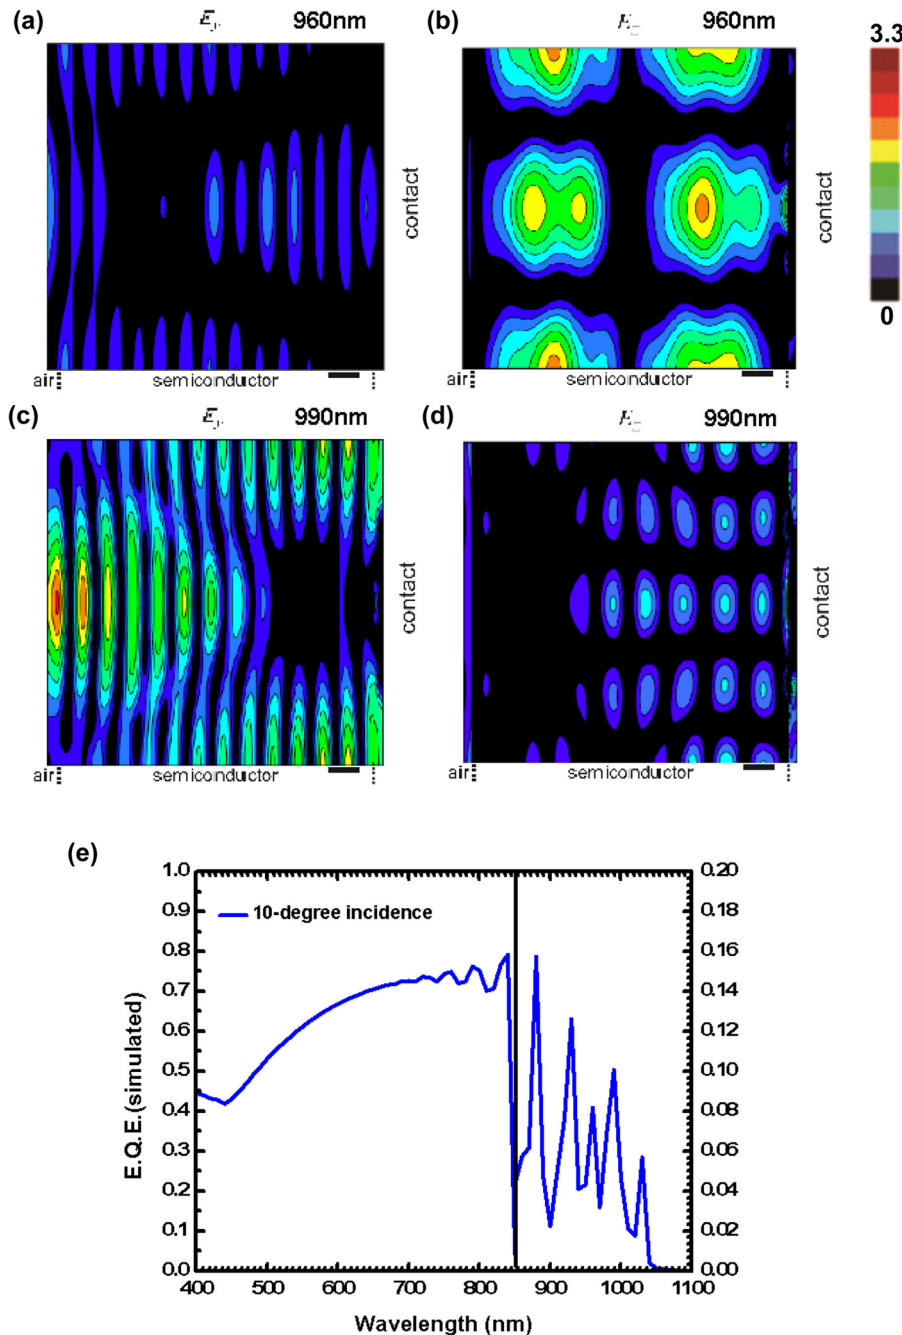 (a) 960nm
(b) 960nm
3.3
contact
contact
0
air semiconductor
air semiconductor
(c) 990nm
(d) 990nm
contact
contact
air semiconductor
air semiconductor
(e)
1.0 0.20
0.9 0.18
0.8 0.16
0.7 0.14
0.6 0.12
0.5 0.10
0.4 0.08
0.3 0.06
0.2 0.04
0.1 0.02
0.0 0.00
10-degree incidence
E.Q.E.(simulated)
400 500 600 700 800 900 1000 1100
Wavelength (nm)